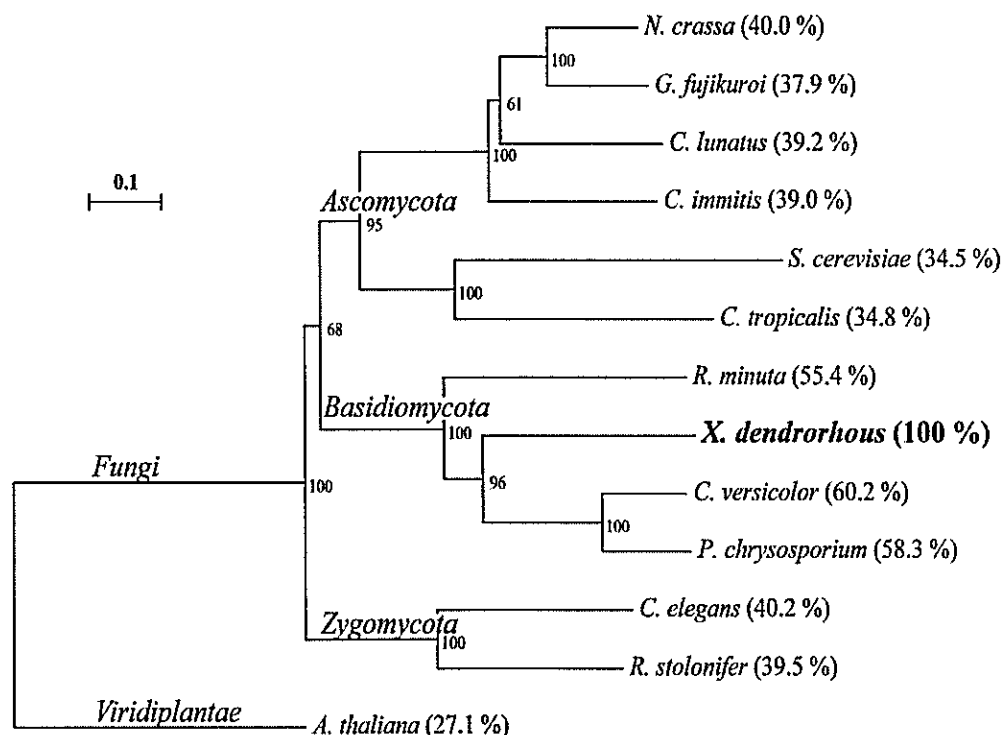 N. crassa (40.0 %)
100
G. fujikuroi (37.9 %)
61
C. lunatus (39.2 %)
100
0.1
C. immitis (39.0 %)
Ascomycota
95
S. cerevisiae (34.5 %)
100
C. tropicalis (34.8 %)
68
R. minuta (55.4 %)
Basidiomycota
100
X. dendrorhous (100 %)
Fungi
100
96
C. versicolor (60.2 %)
100
P. chrysosporium (58.3 %)
C. elegans (40.2 %)
Zygomycota
100
R. stolonifer (39.5 %)
Viridiplantae
A. thaliana (27.1 %)